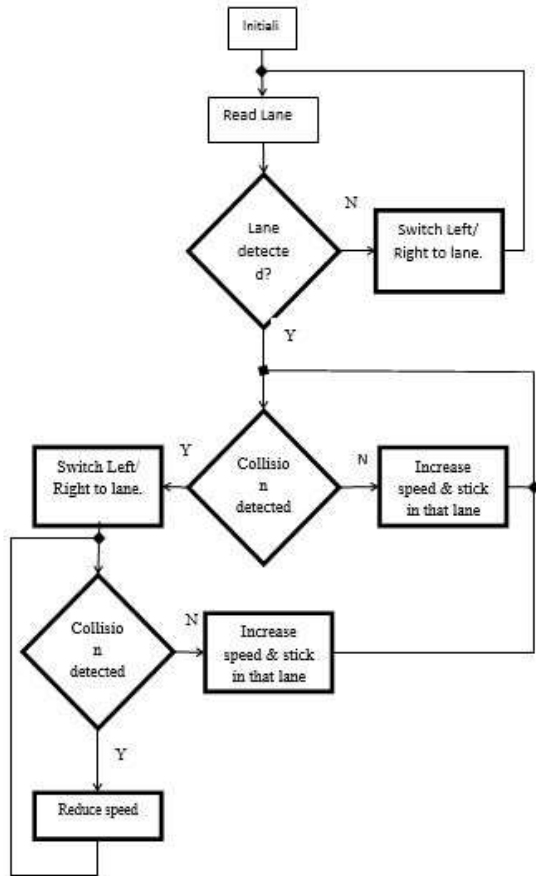 Initiali
Read Lane
Lane
detecte
d?
N
Switch Left/
Right to lane.
Y
Y
Switch Left/
Right to lane.
Collisio
n
detected
N
Increase
speed & stick
in that lane
Collisio
n
detected
N
Increase
speed & stick
in that lane
Y
Reduce speed